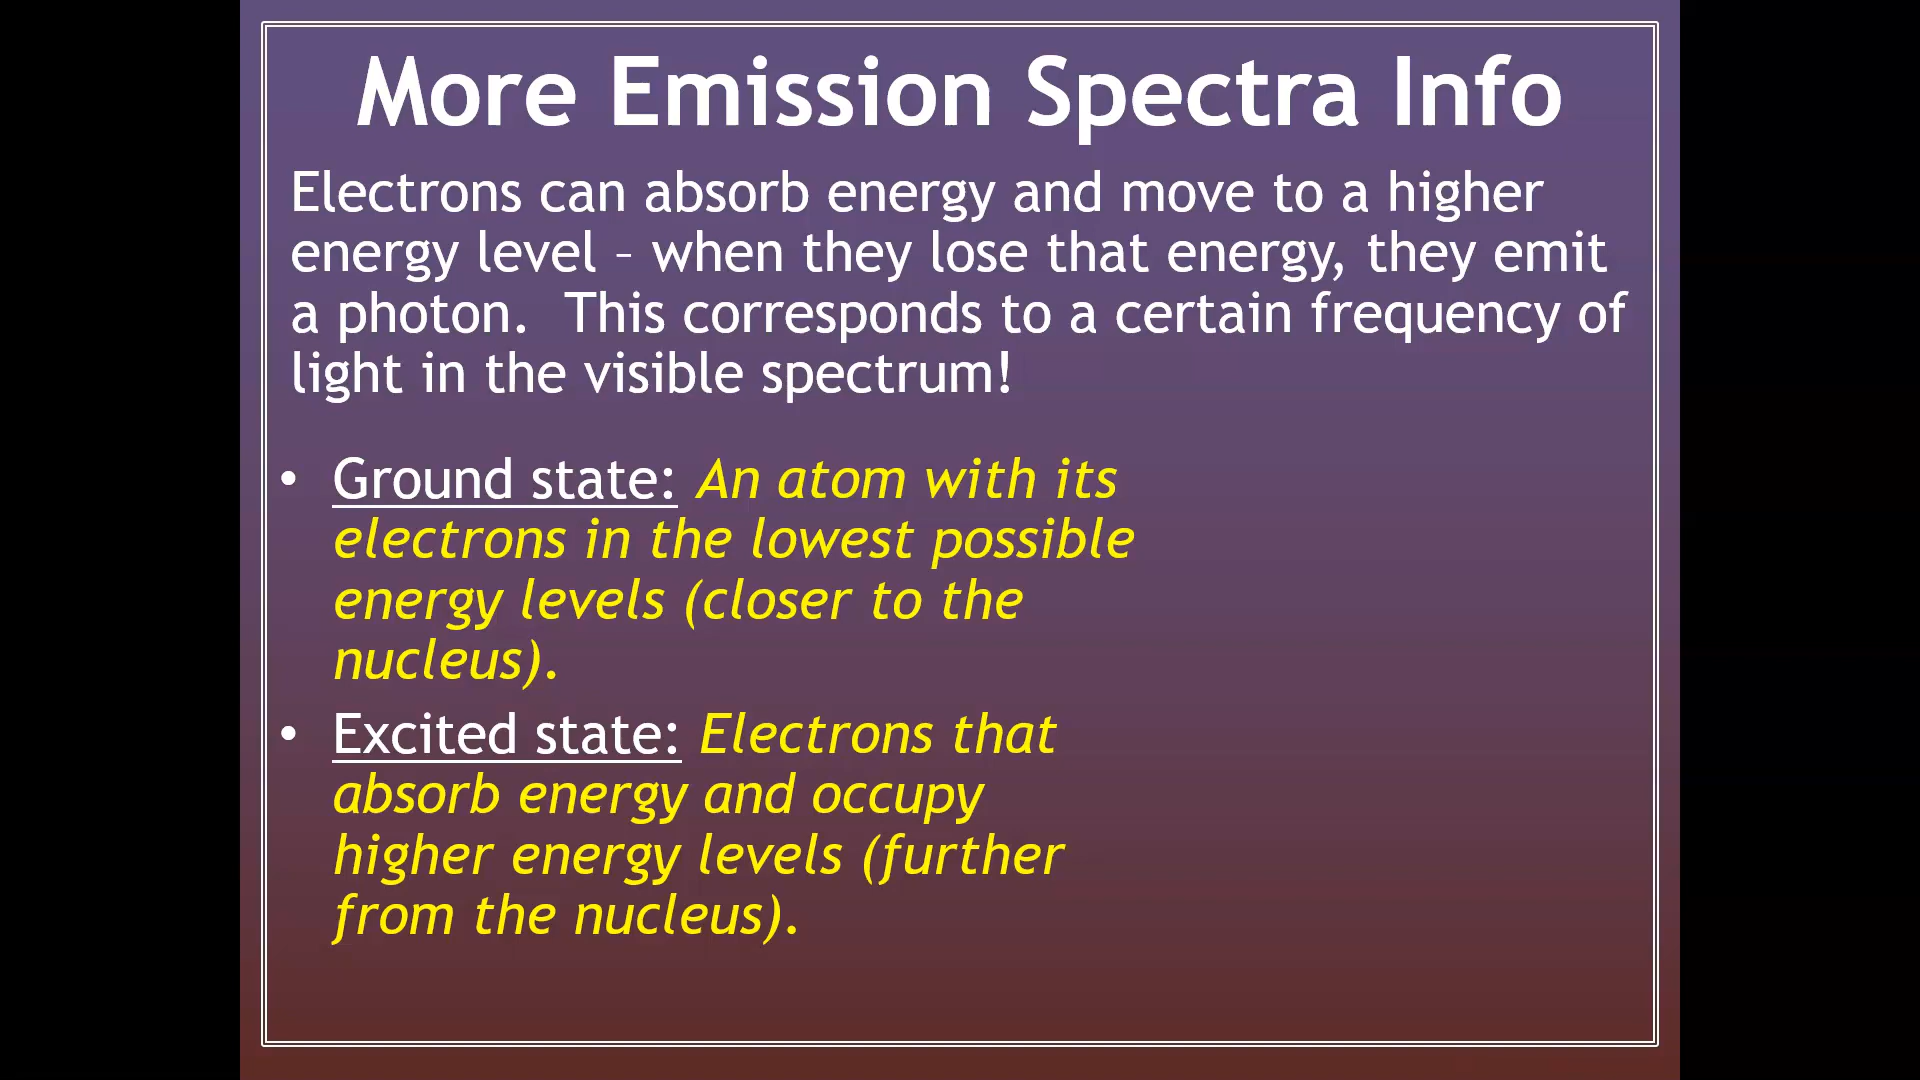 More Emission Spectra Info
Electrons can absorb energy and move to a higher
energy level – when they lose that energy, they emit
a photon.  This corresponds to a certain frequency of
light in the visible spectrum!
• Ground state: An atom with its
electrons in the lowest possible
energy levels (closer to the
nucleus).
• Excited state: Electrons that
absorb energy and occupy
higher energy levels (further
from the nucleus).